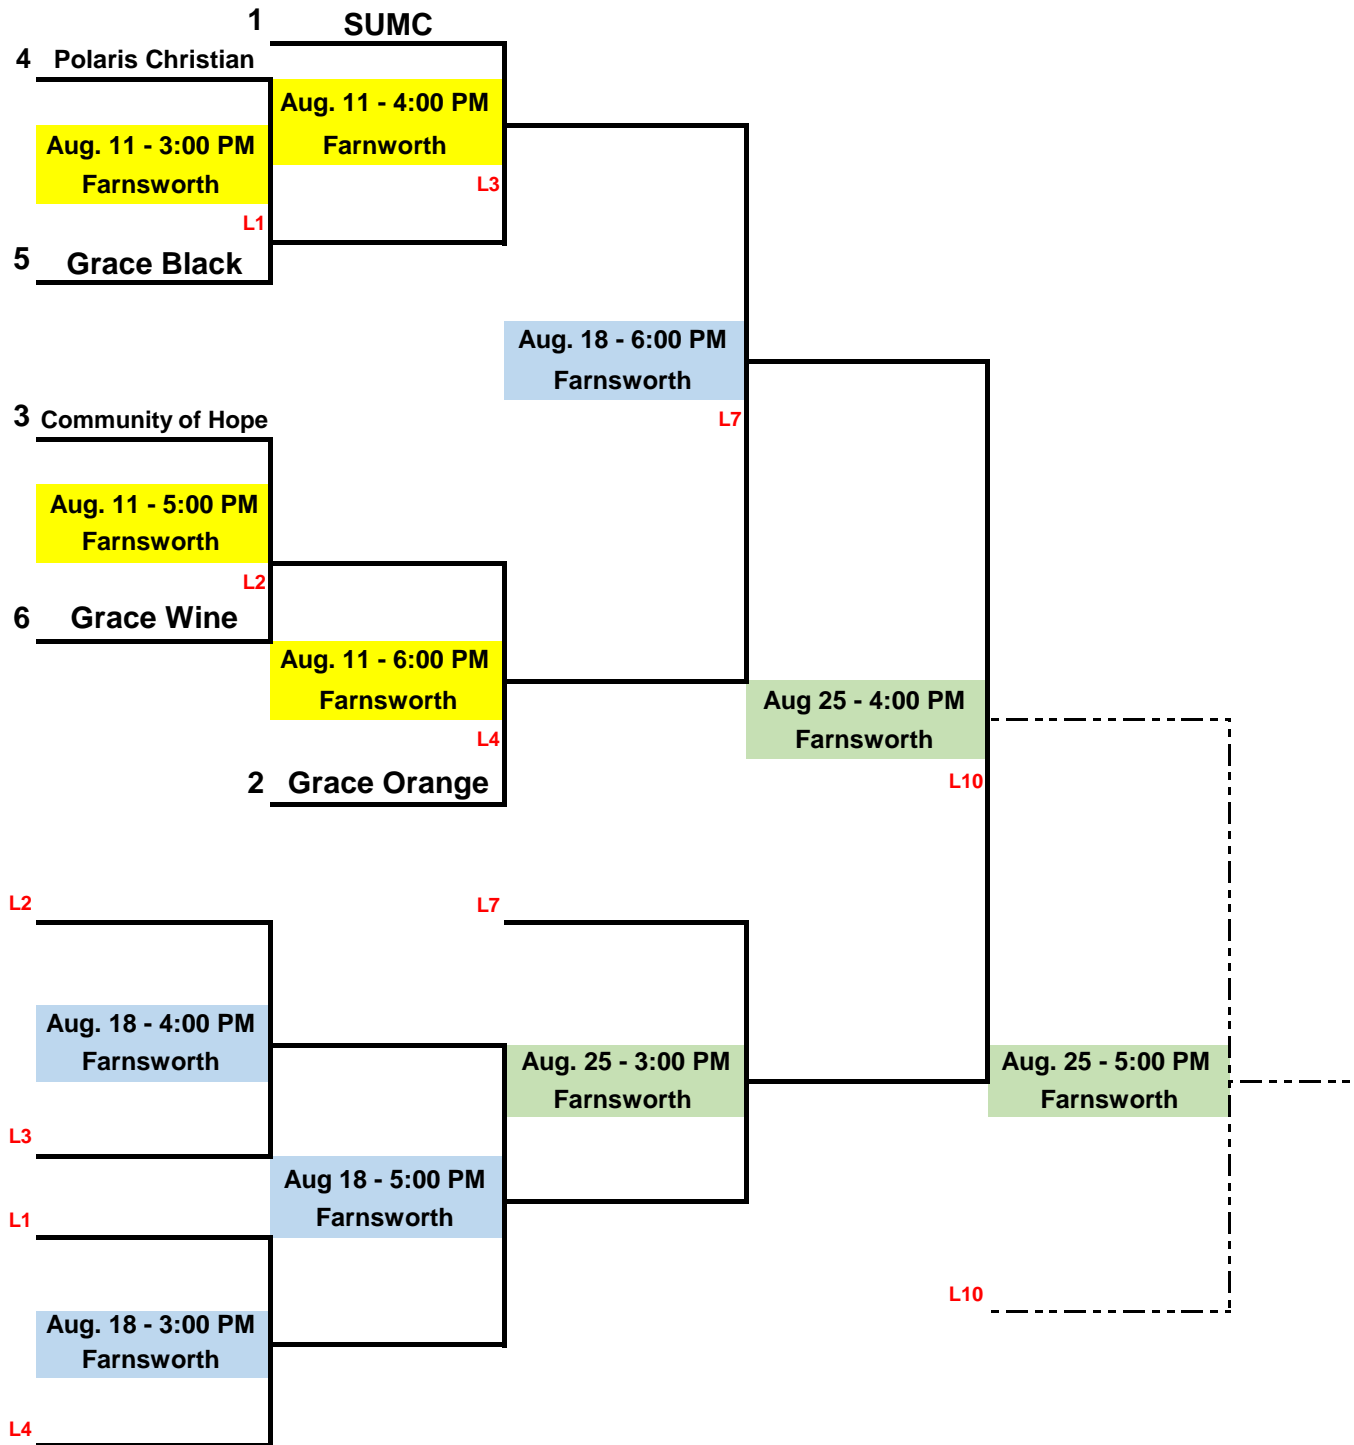 1 SUMC
4 Polaris Christian
Aug. 11 - 4:00 PM
Farnworth
Aug. 11 - 3:00 PM
Farnsworth
L3
L1
5 Grace Black
Aug. 18 - 6:00 PM
Farnsworth
3 Community of Hope
L7
Aug. 11 - 5:00 PM
Farnsworth
L2
6 Grace Wine
Aug. 11 - 6:00 PM
Farnsworth
Aug 25 - 4:00 PM
Farnsworth
L4
2 Grace Orange
L10
L2
L7
Aug. 18 - 4:00 PM
Farnsworth
Aug. 25 - 3:00 PM
Farnsworth
Aug. 25 - 5:00 PM
Farnsworth
L3
Aug 18 - 5:00 PM
Farnsworth
L1
L10
Aug. 18 - 3:00 PM
Farnsworth
L4